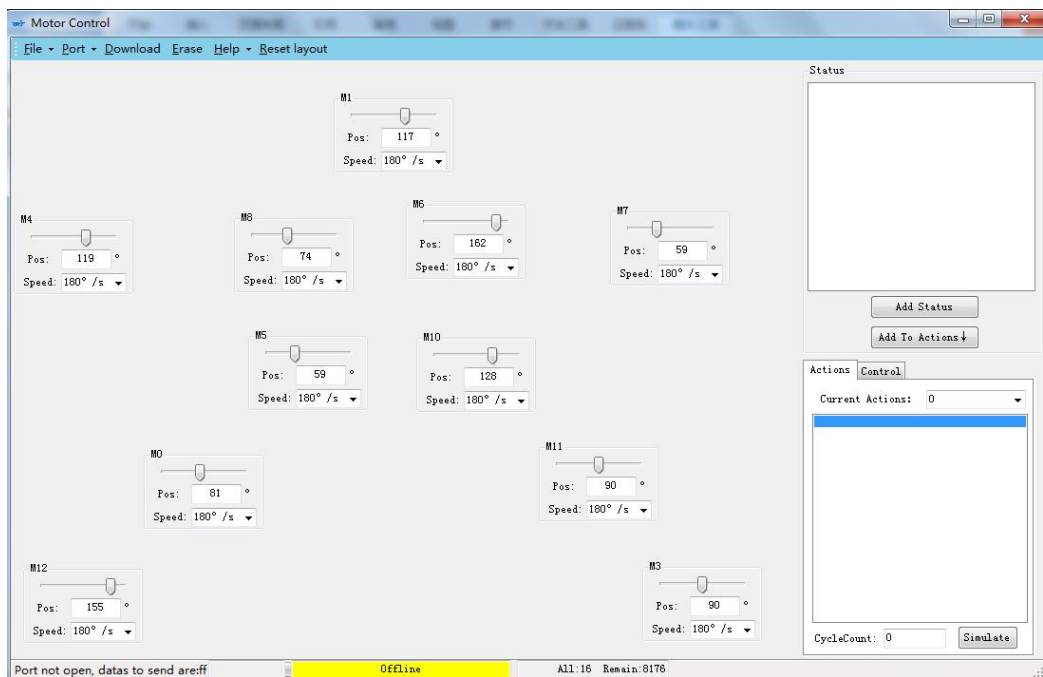 Motor Control
File Port Download Erase Help Reset layout
Status
M1
Pos: 117 °
Speed: 180° /s
M4
Pos: 119 °
Speed: 180° /s
M8
Pos: 74 °
Speed: 180° /s
M6
Pos: 162 °
Speed: 180° /s
M7
Pos: 59 °
Speed: 180° /s
Add Status
Add To Actions↓
M5
Pos: 59 °
Speed: 180° /s
M10
Pos: 128 °
Speed: 180° /s
Actions Control
Current Actions: 0
M0
Pos: 81 °
Speed: 180° /s
M11
Pos: 90 °
Speed: 180° /s
M12
Pos: 155 °
Speed: 180° /s
M3
Pos: 90 °
Speed: 180° /s
CycleCount: 0 Simulate
Port not open, datas to send are:ff Offline All:16 Remain:8176